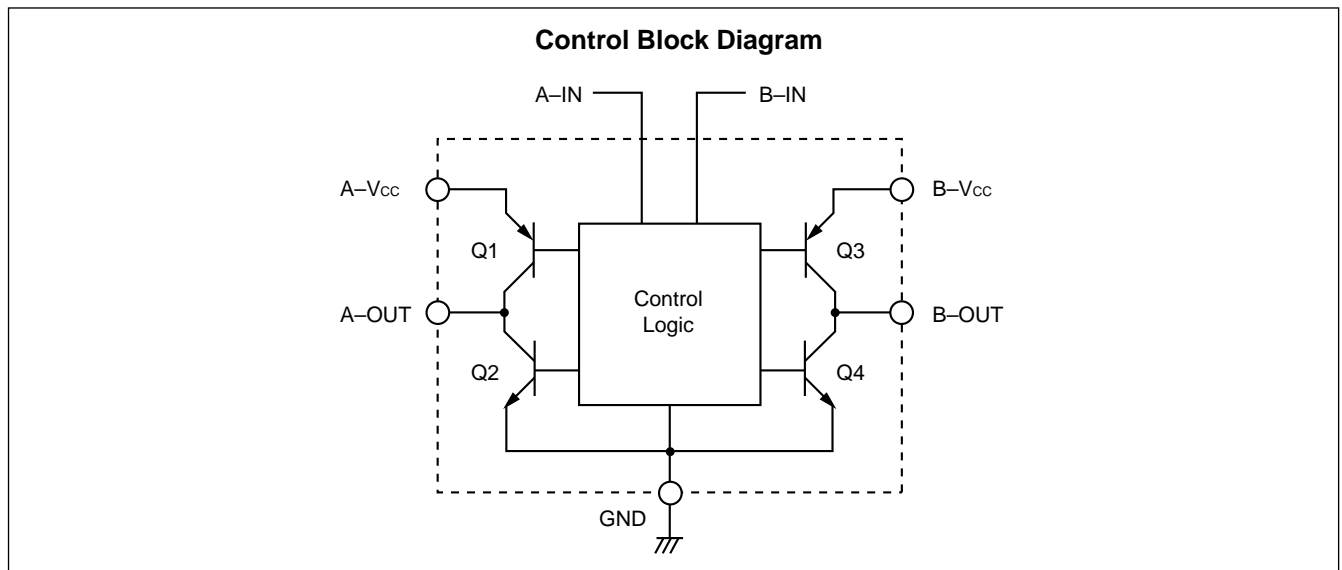 Control Block Diagram
A–IN
B–IN
A–Vcc
B–Vcc
Q1
Q3
Control
Logic
A–OUT
B–OUT
Q2
Q4
GND